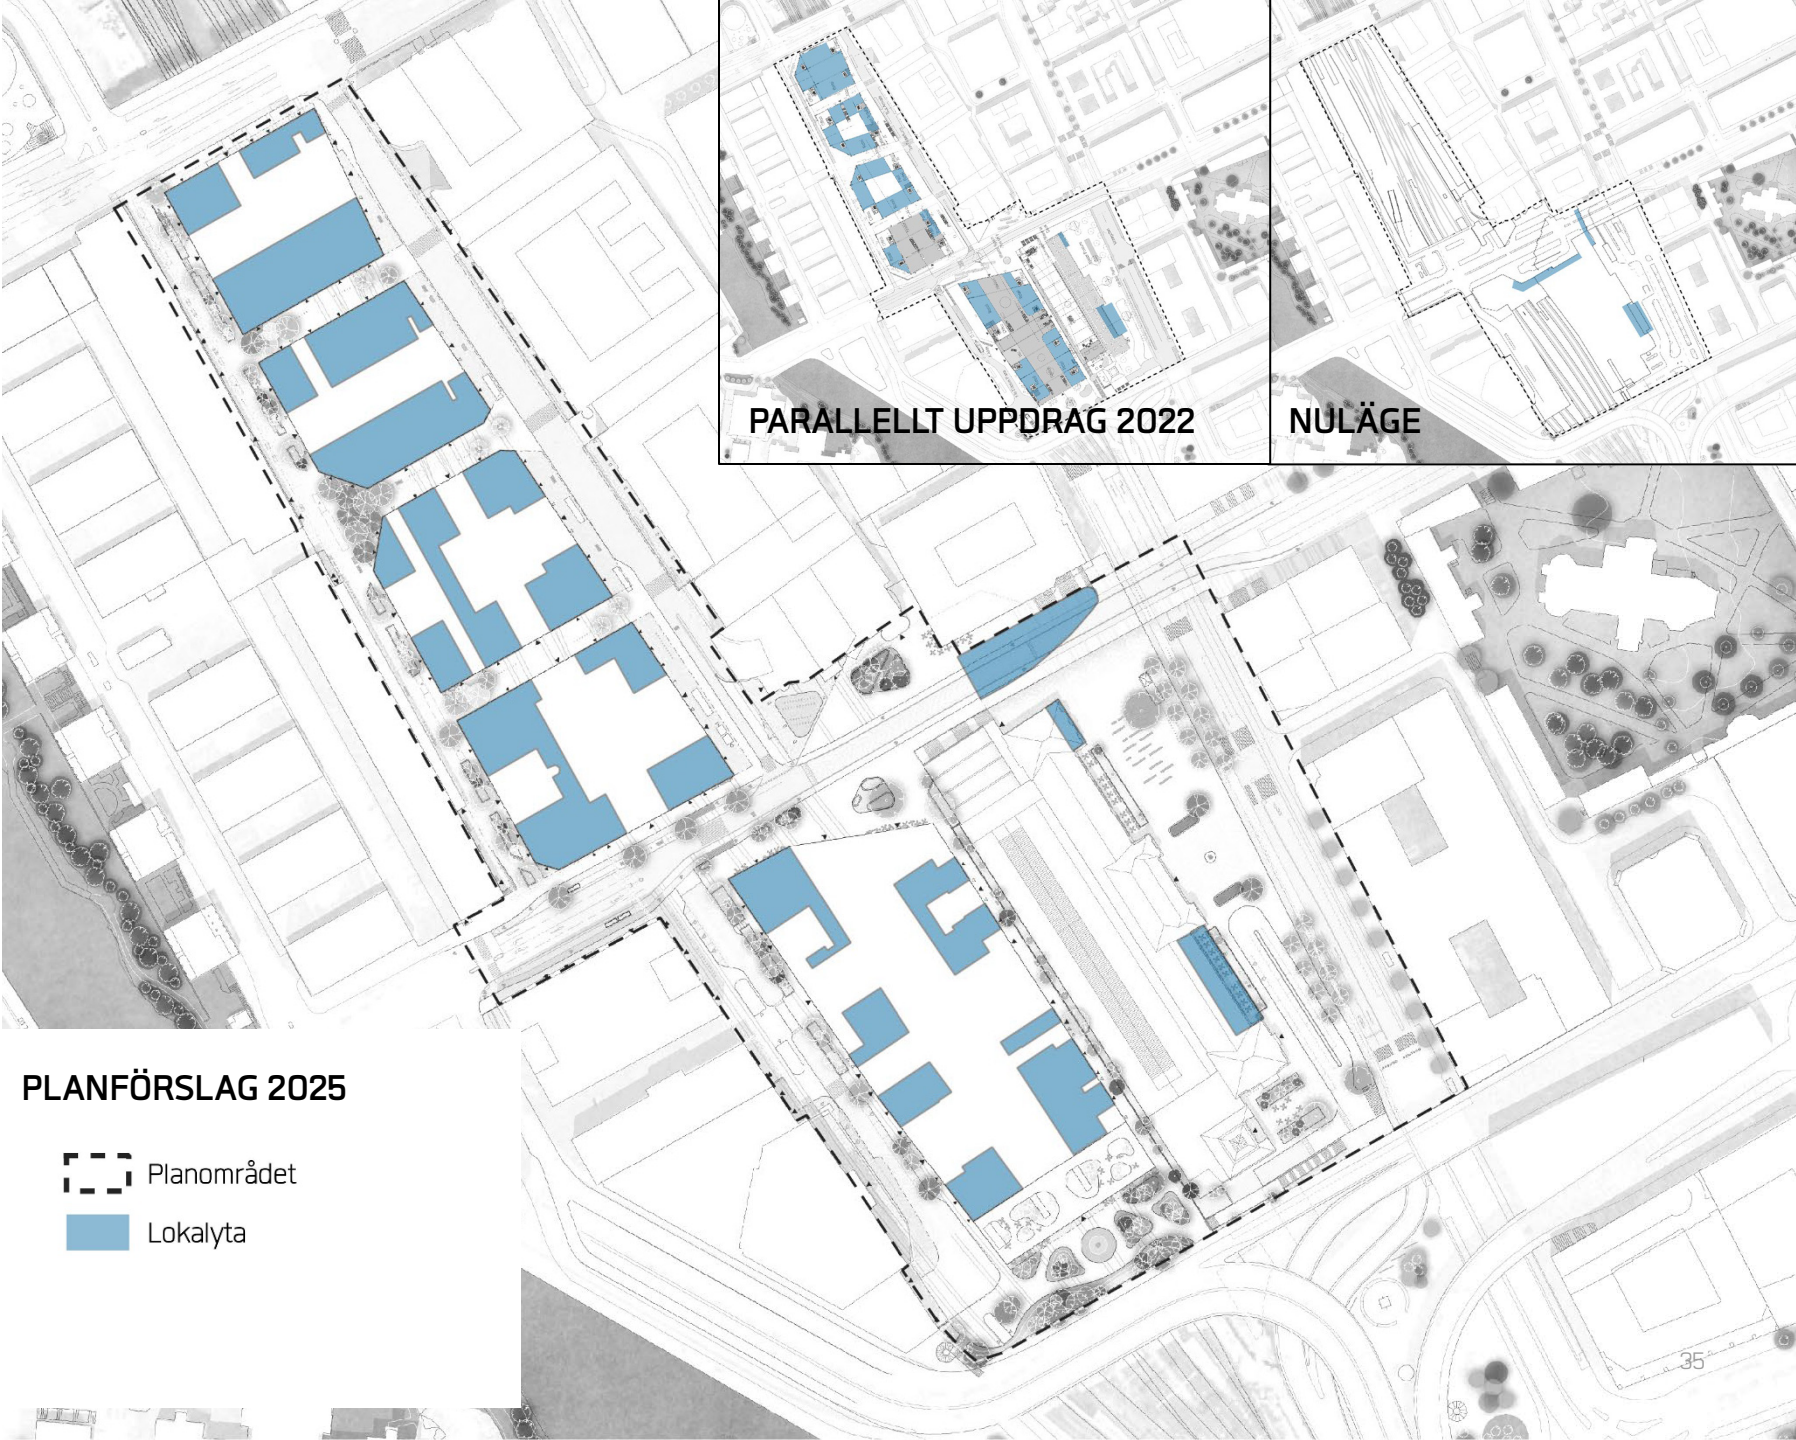 PARALLELLT UPPDRAG 2022
NULÄGE
PLANFÖRSLAG 2025
Planområdet
Lokalyta
35